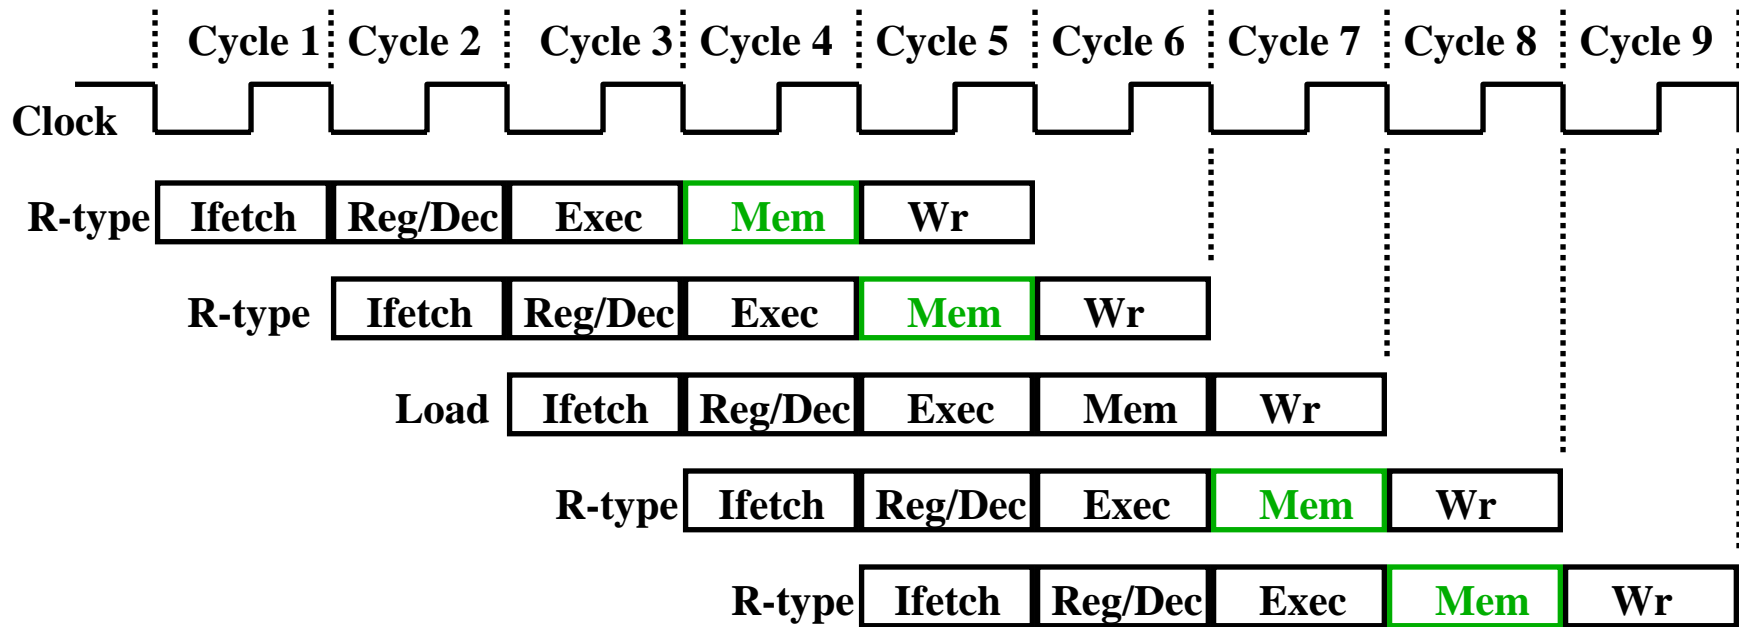 Cycle 1 Cycle 2 Cycle 3 Cycle 4 Cycle 5 Cycle 6 Cycle 7 Cycle 8 Cycle 9
Clock
R-type Ifetch Reg/Dec Exec Mem Wr
R-type Ifetch Reg/Dec Exec Mem Wr
Load Ifetch Reg/Dec Exec Mem Wr
R-type Ifetch Reg/Dec Exec Mem Wr
R-type Ifetch Reg/Dec Exec Mem Wr